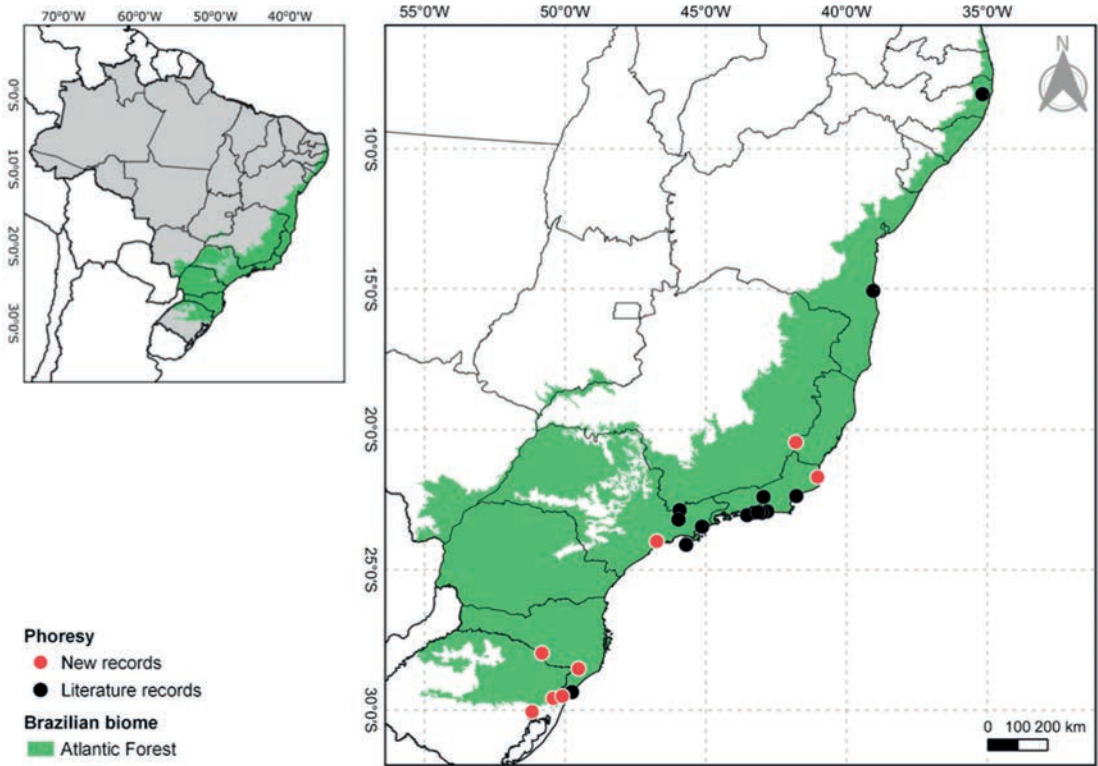 70°0'W 60°0'W 50°0'W 40°0'W
0°0'S
10°0'S
20°0'S
30°0'S
55°0'W 50°0'W 45°0'W 40°0'W 35°0'W
N
10°0'S
15°0'S
20°0'S
25°0'S
30°0'S
0 100 200 km
Phoresy
New records
Literature records
Brazilian biome
Atlantic Forest